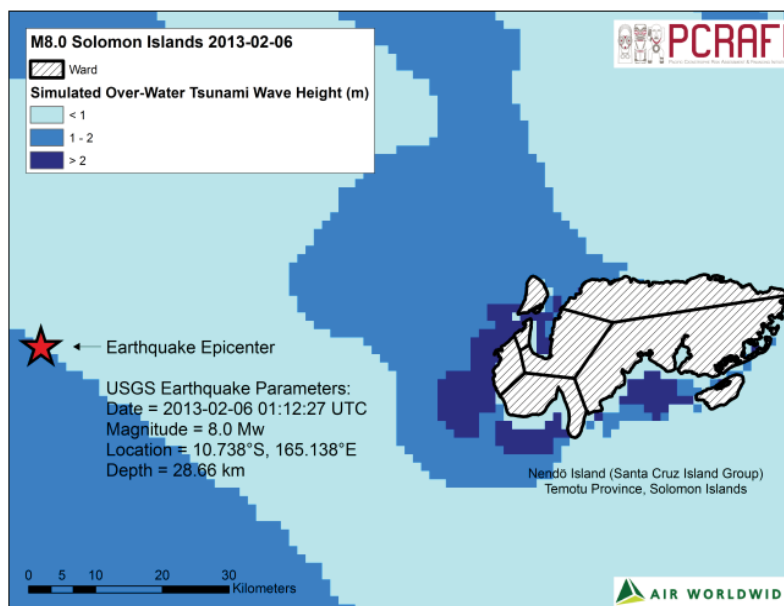 M8.0 Solomon Islands 2013-02-06
Ward
Simulated Over-Water Tsunami Wave Height (m)
< 1
1 - 2
> 2
PCRAFI
Earthquake Epicenter
USGS Earthquake Parameters:
Date = 2013-02-06 01:12:27 UTC
Magnitude = 8.0 Mw
Location = 10.738°S, 165.138°E
Depth = 28.66 km
Nendö Island (Santa Cruz Island Group)
Temotu Province, Solomon Islands
0 5 10 20 30
Kilometers
AIR WORLDWID